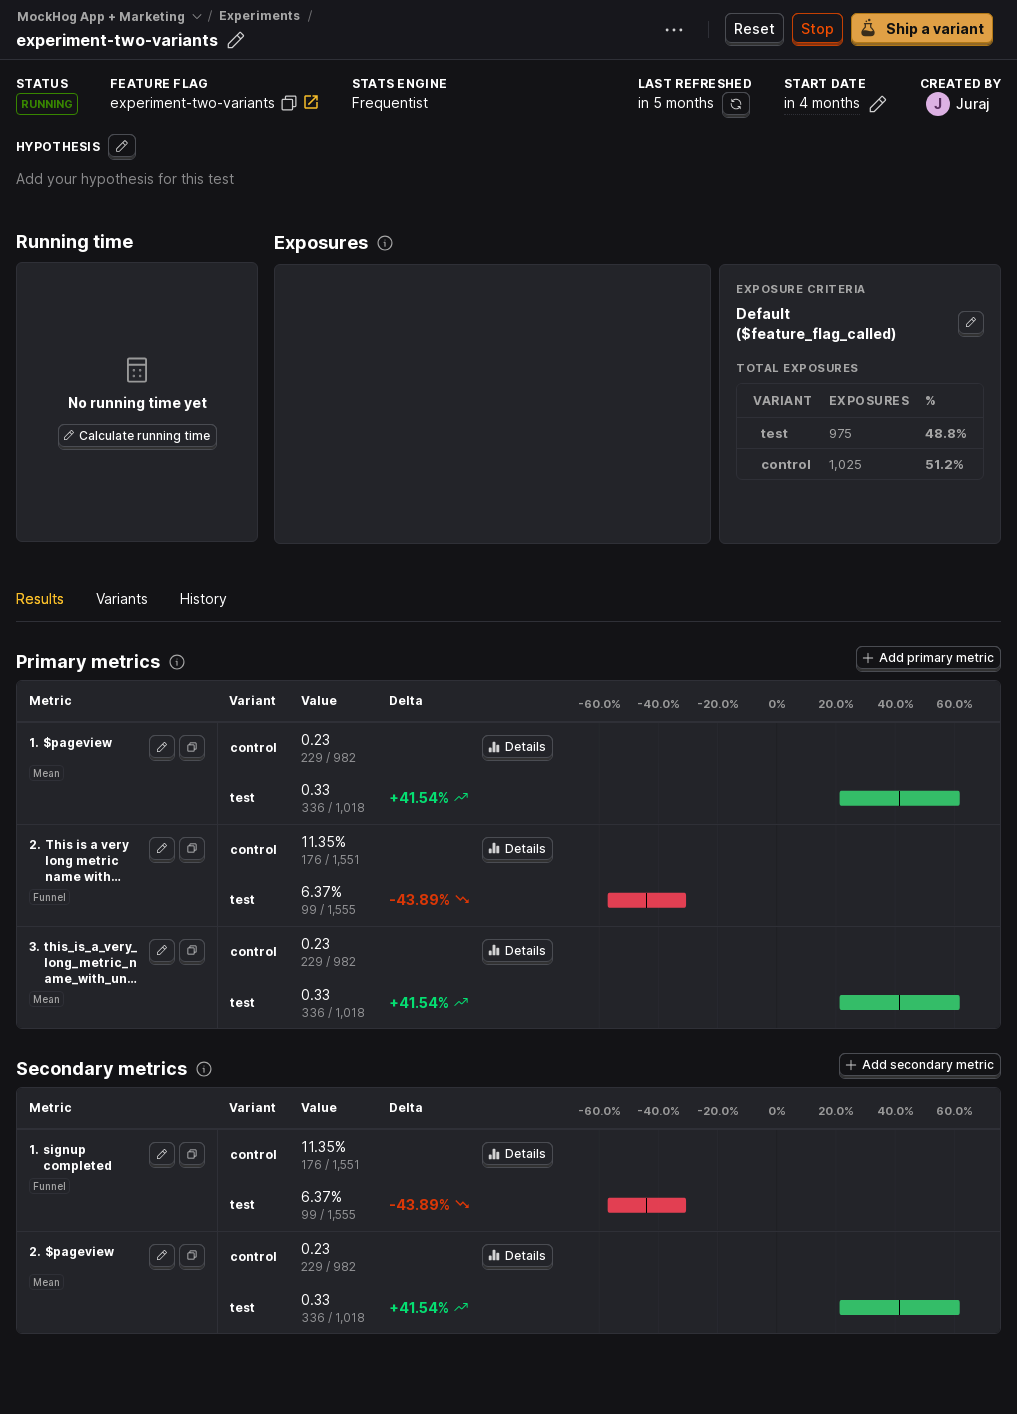 MockHog App + Marketing / Experiments /
experiment-two-variants
Reset
Stop
Ship a variant
STATUS
RUNNING
FEATURE FLAG
experiment-two-variants
STATS ENGINE
Frequentist
LAST REFRESHED
in 5 months
START DATE
in 4 months
CREATED BY
J Juraj
HYPOTHESIS
Add your hypothesis for this test
Running time
No running time yet
Calculate running time
Exposures
EXPOSURE CRITERIA
Default
($feature_flag_called)
TOTAL EXPOSURES
VARIANT EXPOSURES %
test 975 48.8%
control 1,025 51.2%
Results Variants History
Primary metrics
Add primary metric
Metric Variant Value Delta -60.0% -40.0% -20.0% 0% 20.0% 40.0% 60.0%
1. $pageview
Mean
control 0.23 Details
229 / 982
test 0.33 +41.54%
336 / 1,018
2. This is a very
long metric
name with...
Funnel
control 11.35% Details
176 / 1,551
test 6.37% -43.89%
99 / 1,555
3. this_is_a_very_
long_metric_n
ame_with_un...
Mean
control 0.23 Details
229 / 982
test 0.33 +41.54%
336 / 1,018
Secondary metrics
Add secondary metric
Metric Variant Value Delta -60.0% -40.0% -20.0% 0% 20.0% 40.0% 60.0%
1. signup
completed
Funnel
control 11.35% Details
176 / 1,551
test 6.37% -43.89%
99 / 1,555
2. $pageview
Mean
control 0.23 Details
229 / 982
test 0.33 +41.54%
336 / 1,018